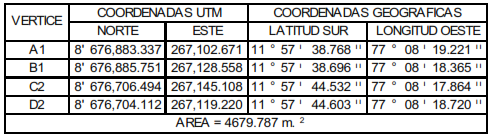 VERTICE COORDENADAS UTM COORDENADAS GEOGRAFICAS
NORTE ESTE LATITUD SUR LONGITUD OESTE
A1 8' 676,883.337 267,102.671 11 ° 57 ' 38.768 '' 77 ° 08 ' 19.221 ''
B1 8' 676,885.751 267,128.558 11 ° 57 ' 38.696 '' 77 ° 08 ' 18.365 ''
C2 8' 676,706.494 267,145.108 11 ° 57 ' 44.532 '' 77 ° 08 ' 17.864 ''
D2 8' 676,704.112 267,119.220 11 ° 57 ' 44.603 '' 77 ° 08 ' 18.720 ''
AREA = 4679.787 m. ²